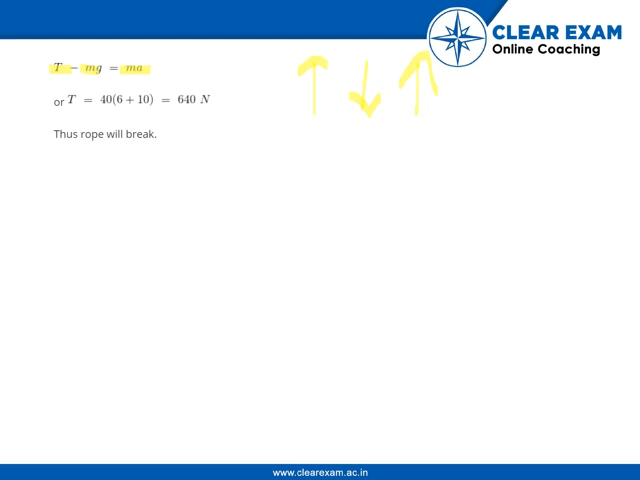 CLEAR EXAM
Online Coaching
T − mg = ma
or T = 40(6 + 10) = 640 N
Thus rope will break.
www.clearexam.ac.in